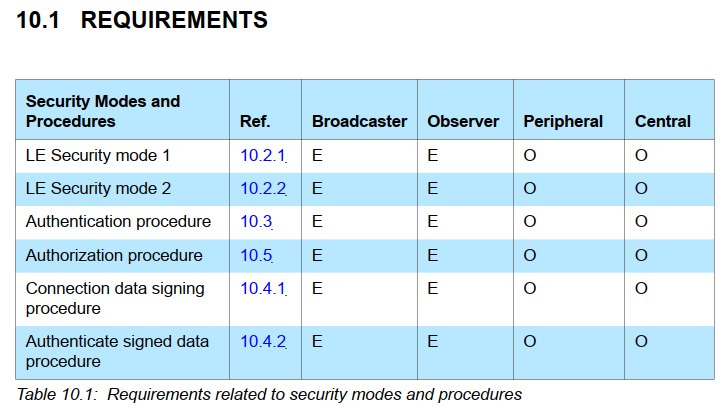 10.1 REQUIREMENTS
Security Modes and
Procedures Ref. Broadcaster Observer Peripheral Central
LE Security mode 1 10.2.1 E E O O
LE Security mode 2 10.2.2 E E O O
Authentication procedure 10.3 E E O O
Authorization procedure 10.5 E E O O
Connection data signing 10.4.1 E E O O
procedure
Authenticate signed data 10.4.2 E E O O
procedure
Table 10.1: Requirements related to security modes and procedures